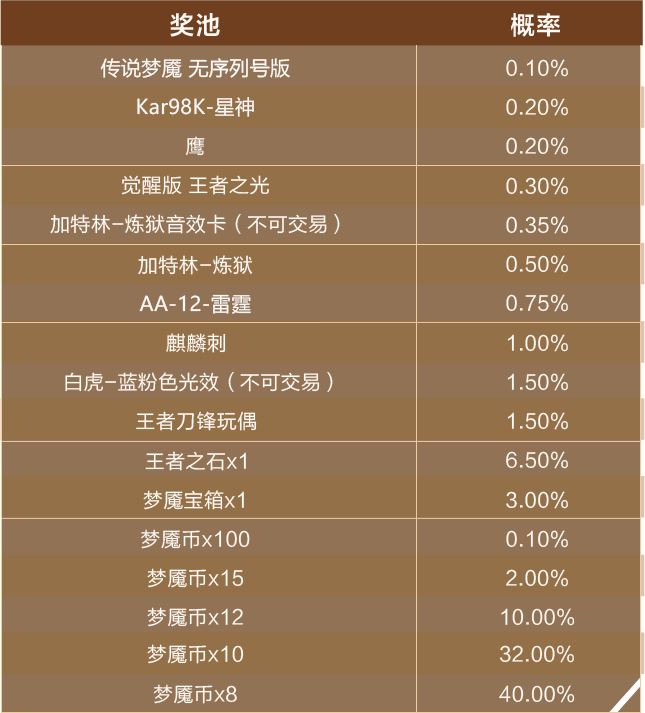 奖池 概率
传说梦魇 无序列号版 0.10%
Kar98K-星神 0.20%
鹰 0.20%
觉醒版 王者之光 0.30%
加特林-炼狱音效卡（不可交易） 0.35%
加特林-炼狱 0.50%
AA-12-雷霆 0.75%
麒麟刺 1.00%
白虎-蓝粉色光效（不可交易） 1.50%
王者刀锋玩偶 1.50%
王者之石x1 6.50%
梦魇宝箱x1 3.00%
梦魇币x100 0.10%
梦魇币x15 2.00%
梦魇币x12 10.00%
梦魇币x10 32.00%
梦魇币x8 40.00%